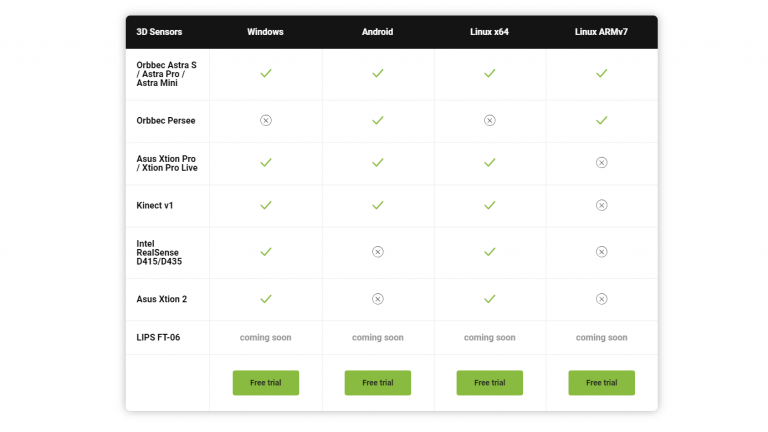 3D Sensors Windows Android Linux x64 Linux ARMv7
Orbbec Astra S
/ Astra Pro /
Astra Mini
Orbbec Persee
Asus Xtion Pro
/ Xtion Pro Live
Kinect v1
Intel
RealSense
D415/D435
Asus Xtion 2
LIPS FT-06 coming soon coming soon coming soon coming soon
Free trial Free trial Free trial Free trial